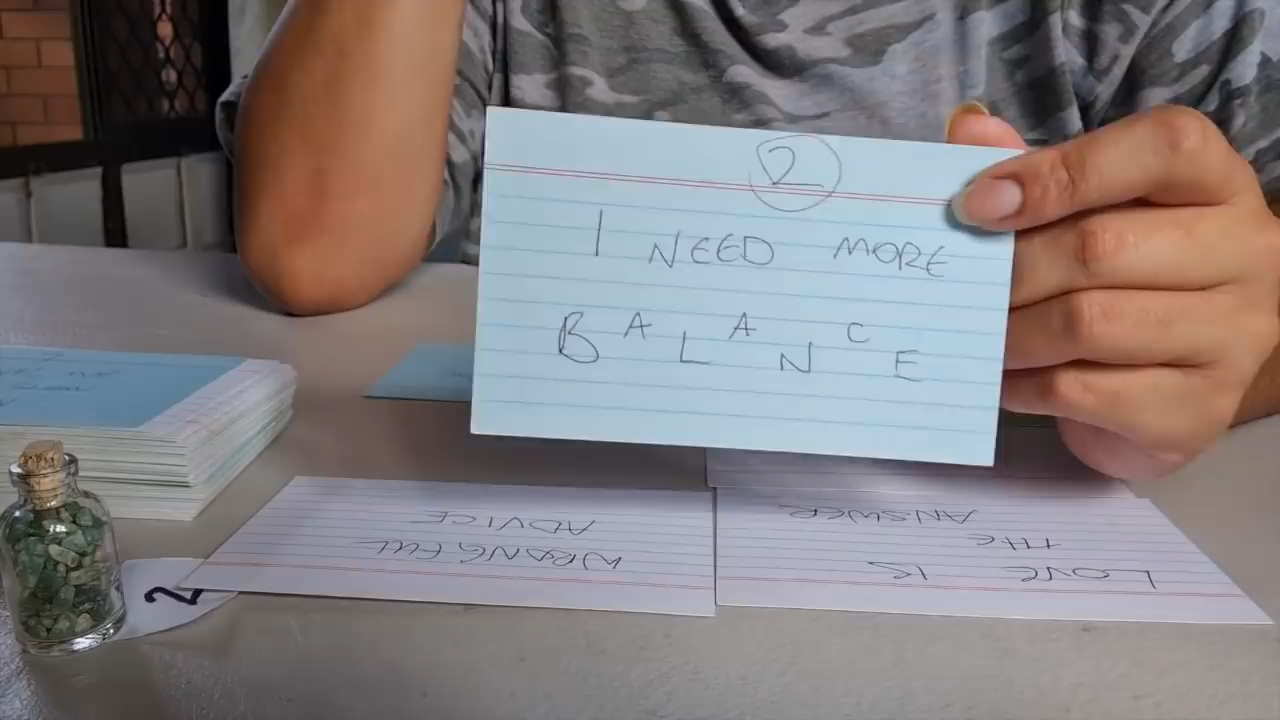 2
I NEED MORE
BALANCE
WRONGFUL
ADVICE
LOVE IS
THE
ANSWER
2